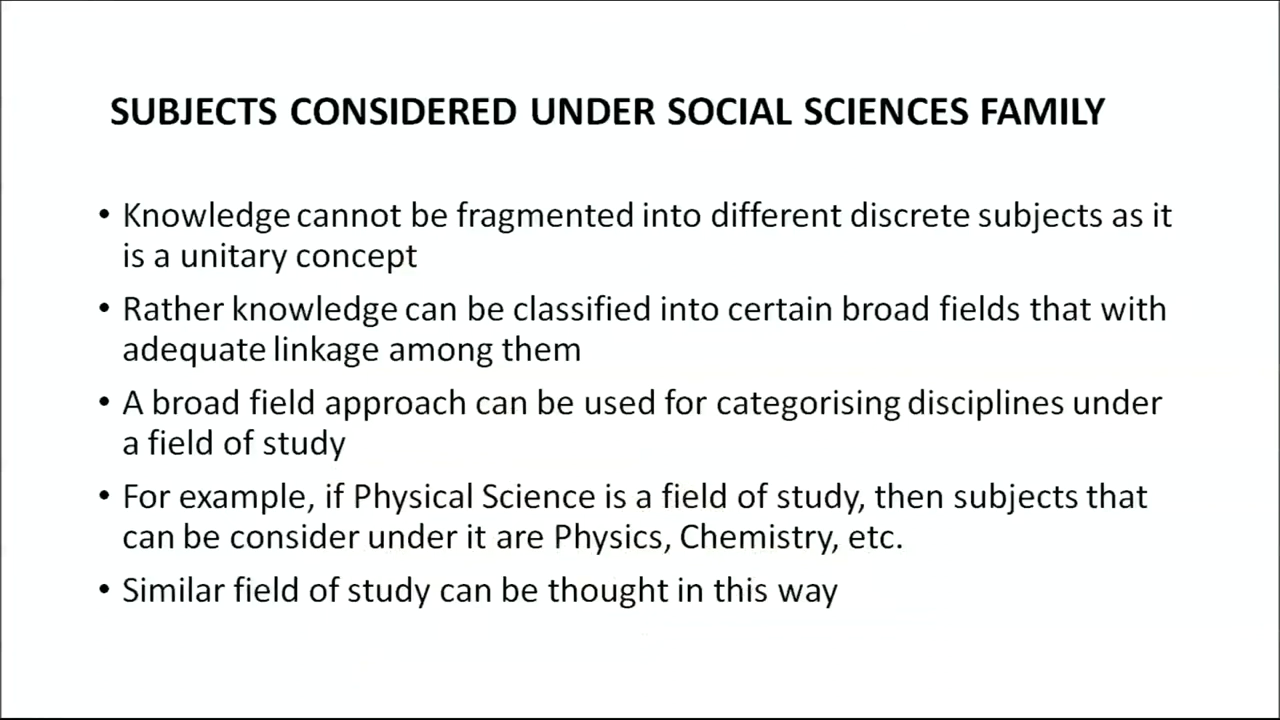 SUBJECTS CONSIDERED UNDER SOCIAL SCIENCES FAMILY
• Knowledge cannot be fragmented into different discrete subjects as it
is a unitary concept
• Rather knowledge can be classified into certain broad fields that with
adequate linkage among them
• A broad field approach can be used for categorising disciplines under
a field of study
• For example, if Physical Science is a field of study, then subjects that
can be consider under it are Physics, Chemistry, etc.
• Similar field of study can be thought in this way